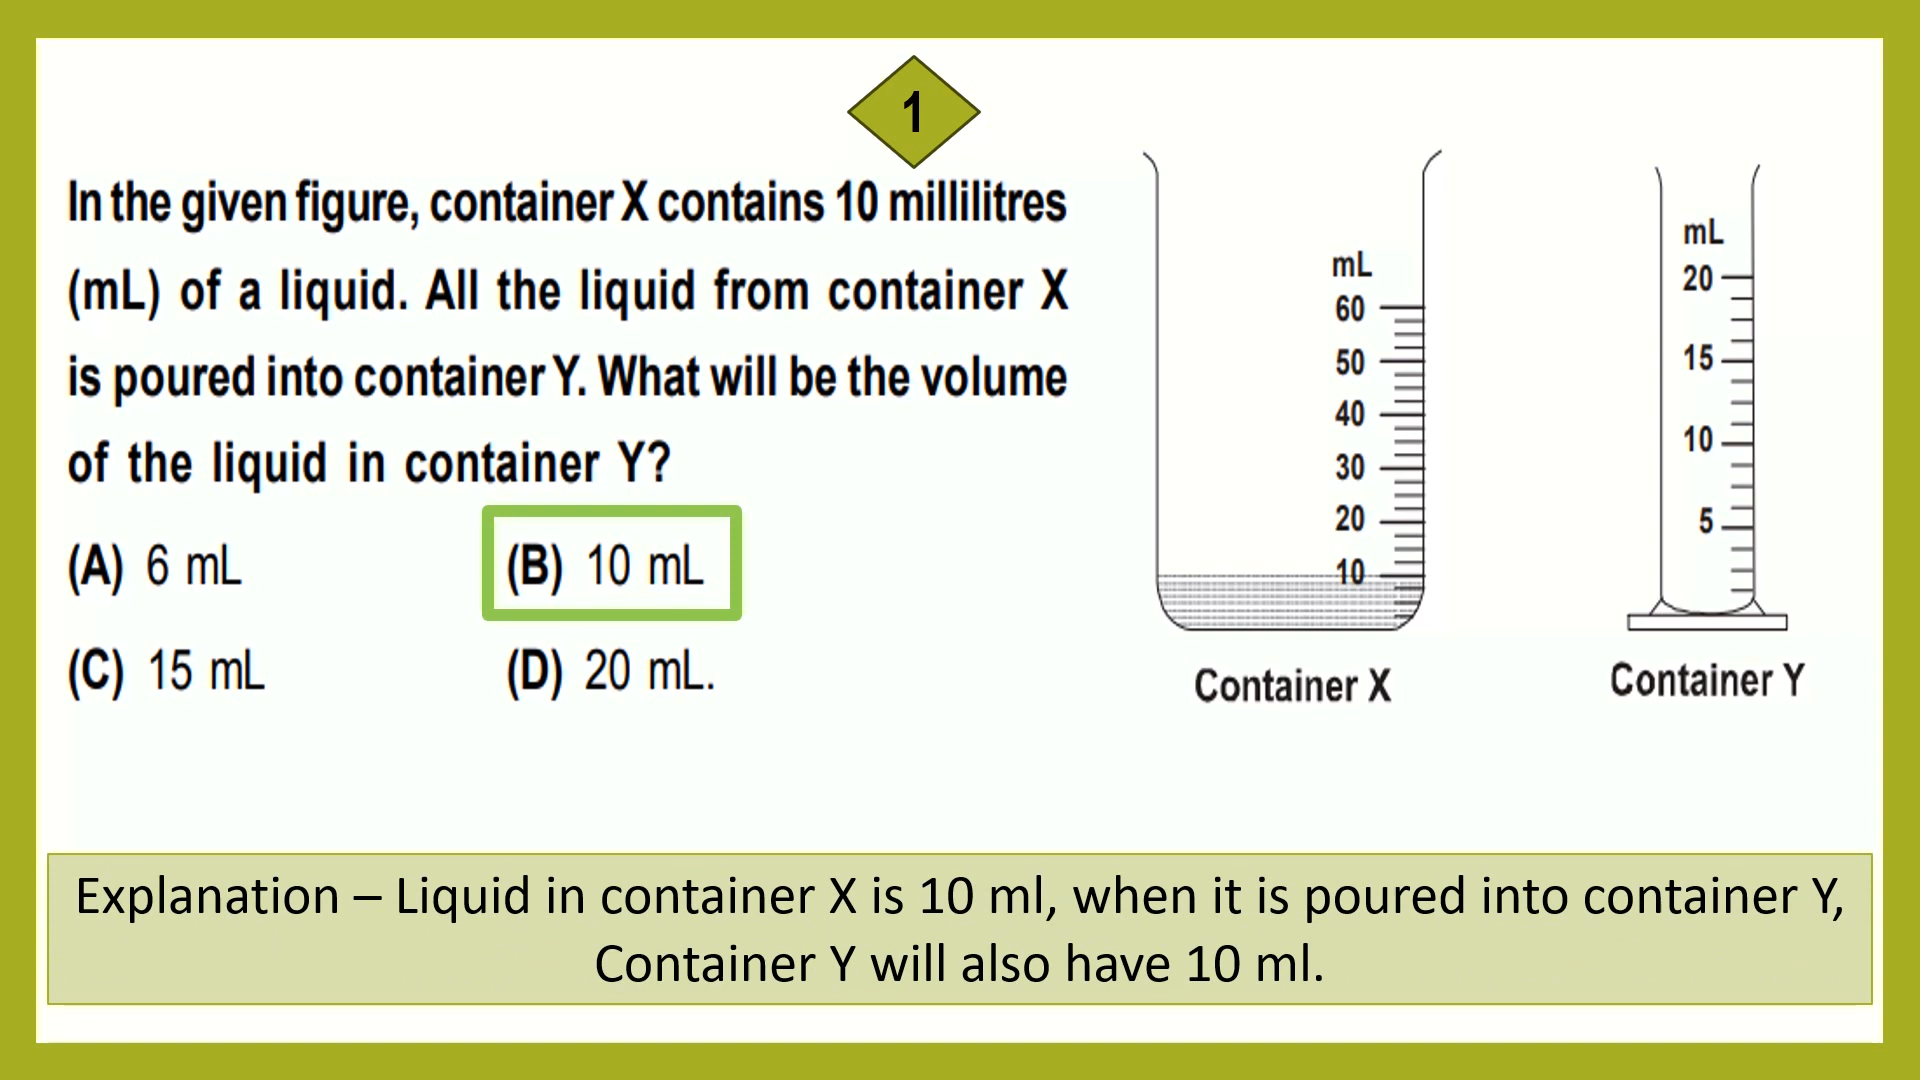 1
In the given figure, container X contains 10 millilitres
(mL) of a liquid. All the liquid from container X
is poured into container Y. What will be the volume
of the liquid in container Y?
(A) 6 mL
(B) 10 mL
(C) 15 mL
(D) 20 mL.
mL
60
50
40
30
20
10
Container X
mL
20
15
10
5
Container Y
Explanation – Liquid in container X is 10 ml, when it is poured into container Y,
Container Y will also have 10 ml.